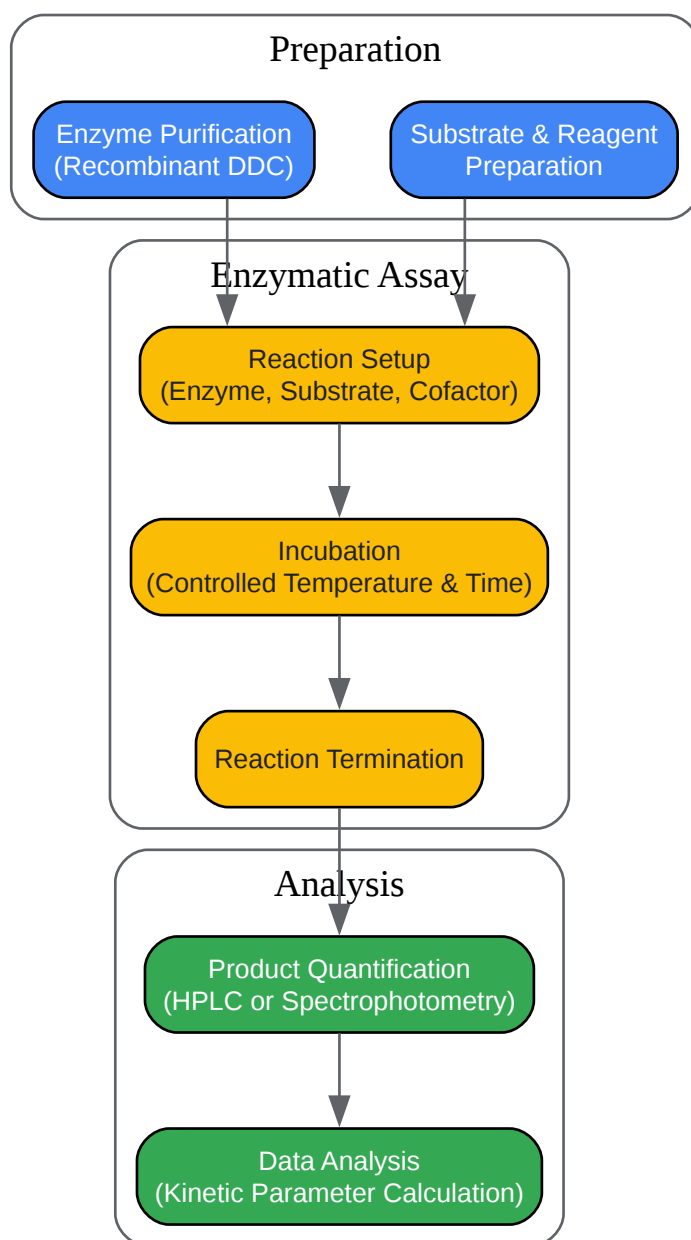 Preparation
Enzyme Purification
(Recombinant DDC)
Substrate & Reagent
Preparation
Enzymatic Assay
Reaction Setup
(Enzyme, Substrate, Cofactor)
Incubation
(Controlled Temperature & Time)
Reaction Termination
Analysis
Product Quantification
(HPLC or Spectrophotometry)
Data Analysis
(Kinetic Parameter Calculation)